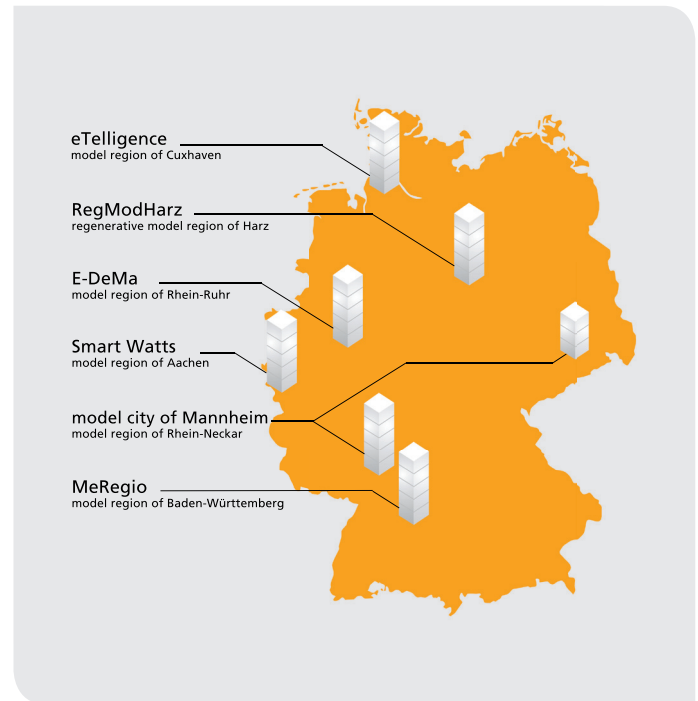 eTelligence
model region of Cuxhaven
RegModHarz
regenerative model region of Harz
E-DeMa
model region of Rhein-Ruhr
Smart Watts
model region of Aachen
model city of Mannheim
model region of Rhein-Neckar
MeRegio
model region of Baden-Württemberg